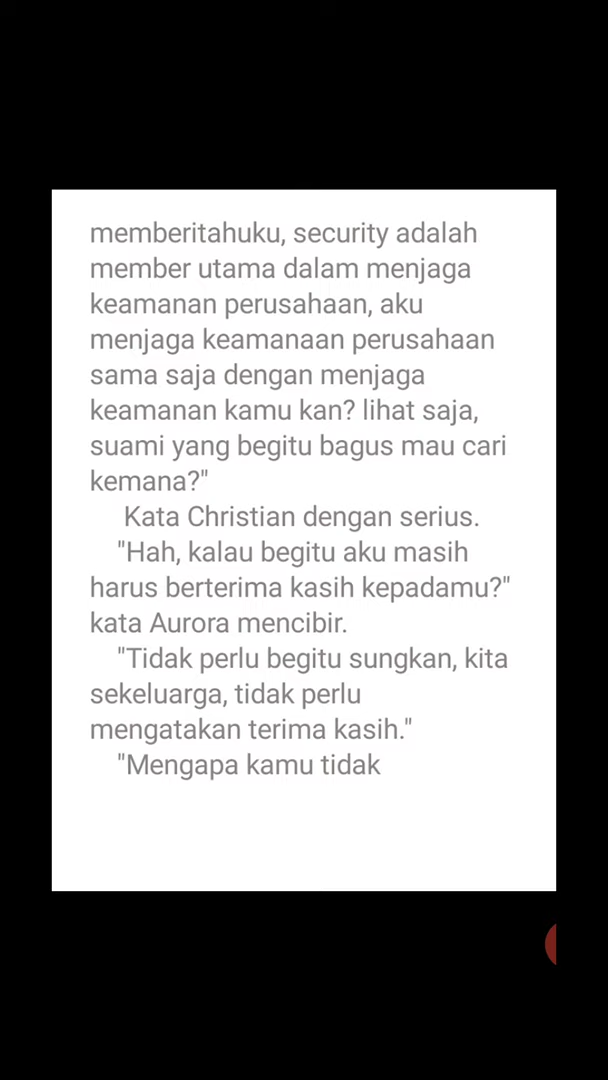 memberitahuku, security adalah
member utama dalam menjaga
keamanan perusahaan, aku
menjaga keamanaan perusahaan
sama saja dengan menjaga
keamanan kamu kan? lihat saja,
suami yang begitu bagus mau cari
kemana?"
Kata Christian dengan serius.
"Hah, kalau begitu aku masih
harus berterima kasih kepadamu?"
kata Aurora mencibir.
"Tidak perlu begitu sungkan, kita
sekeluarga, tidak perlu
mengatakan terima kasih."
"Mengapa kamu tidak